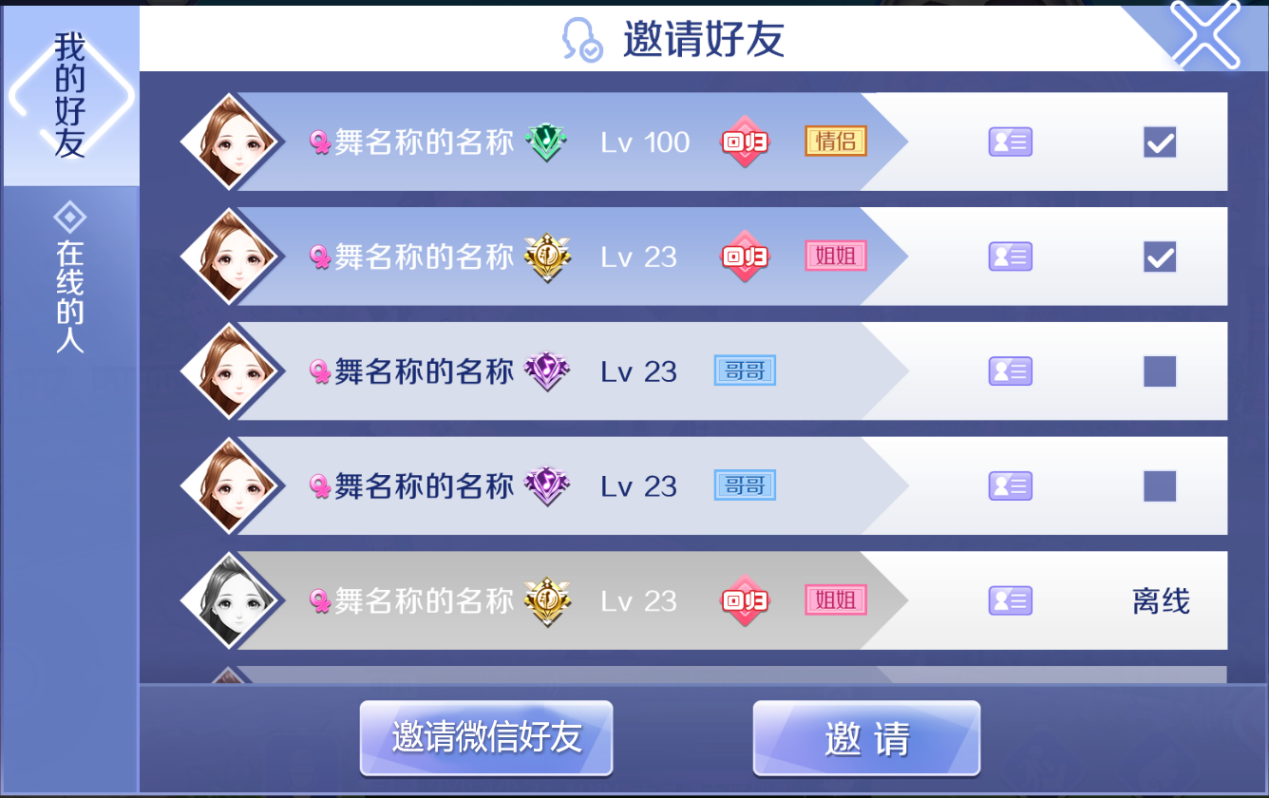 邀请好友
我的好友
在线的人
舞名称的名称 Lv 100 回归 情侣
舞名称的名称 Lv 23 回归 姐姐
舞名称的名称 Lv 23 哥哥
舞名称的名称 Lv 23 哥哥
舞名称的名称 Lv 23 回归 姐姐 离线
邀请微信好友 邀请